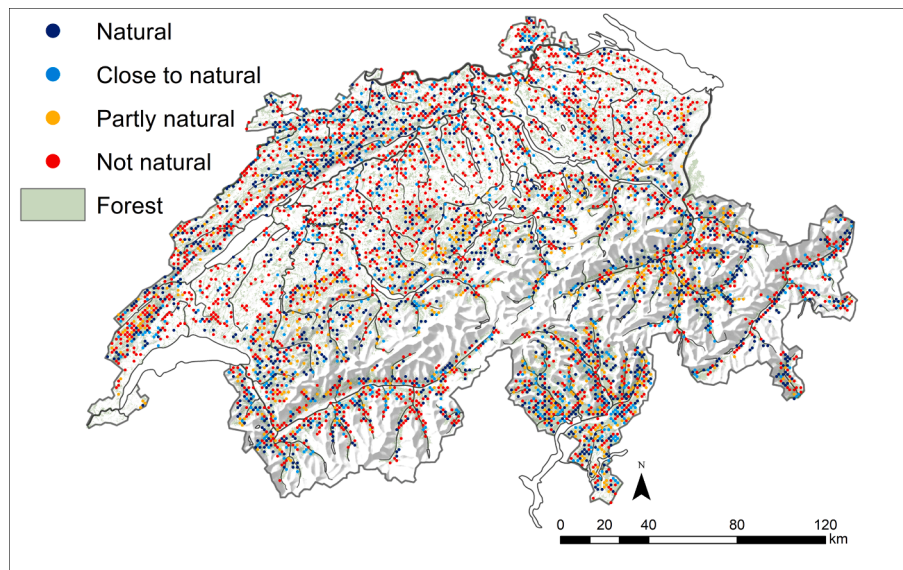 Natural
Close to natural
Partly natural
Not natural
Forest
N
0 20 40 80 120
km